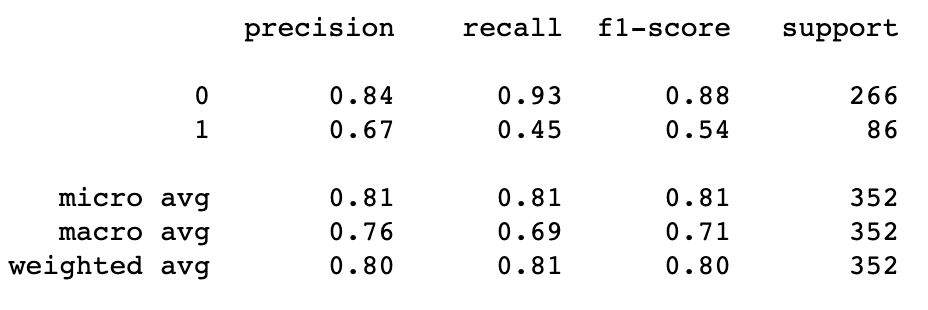 precision recall f1-score support
0 0.84 0.93 0.88 266
1 0.67 0.45 0.54 86
micro avg 0.81 0.81 0.81 352
macro avg 0.76 0.69 0.71 352
weighted avg 0.80 0.81 0.80 352